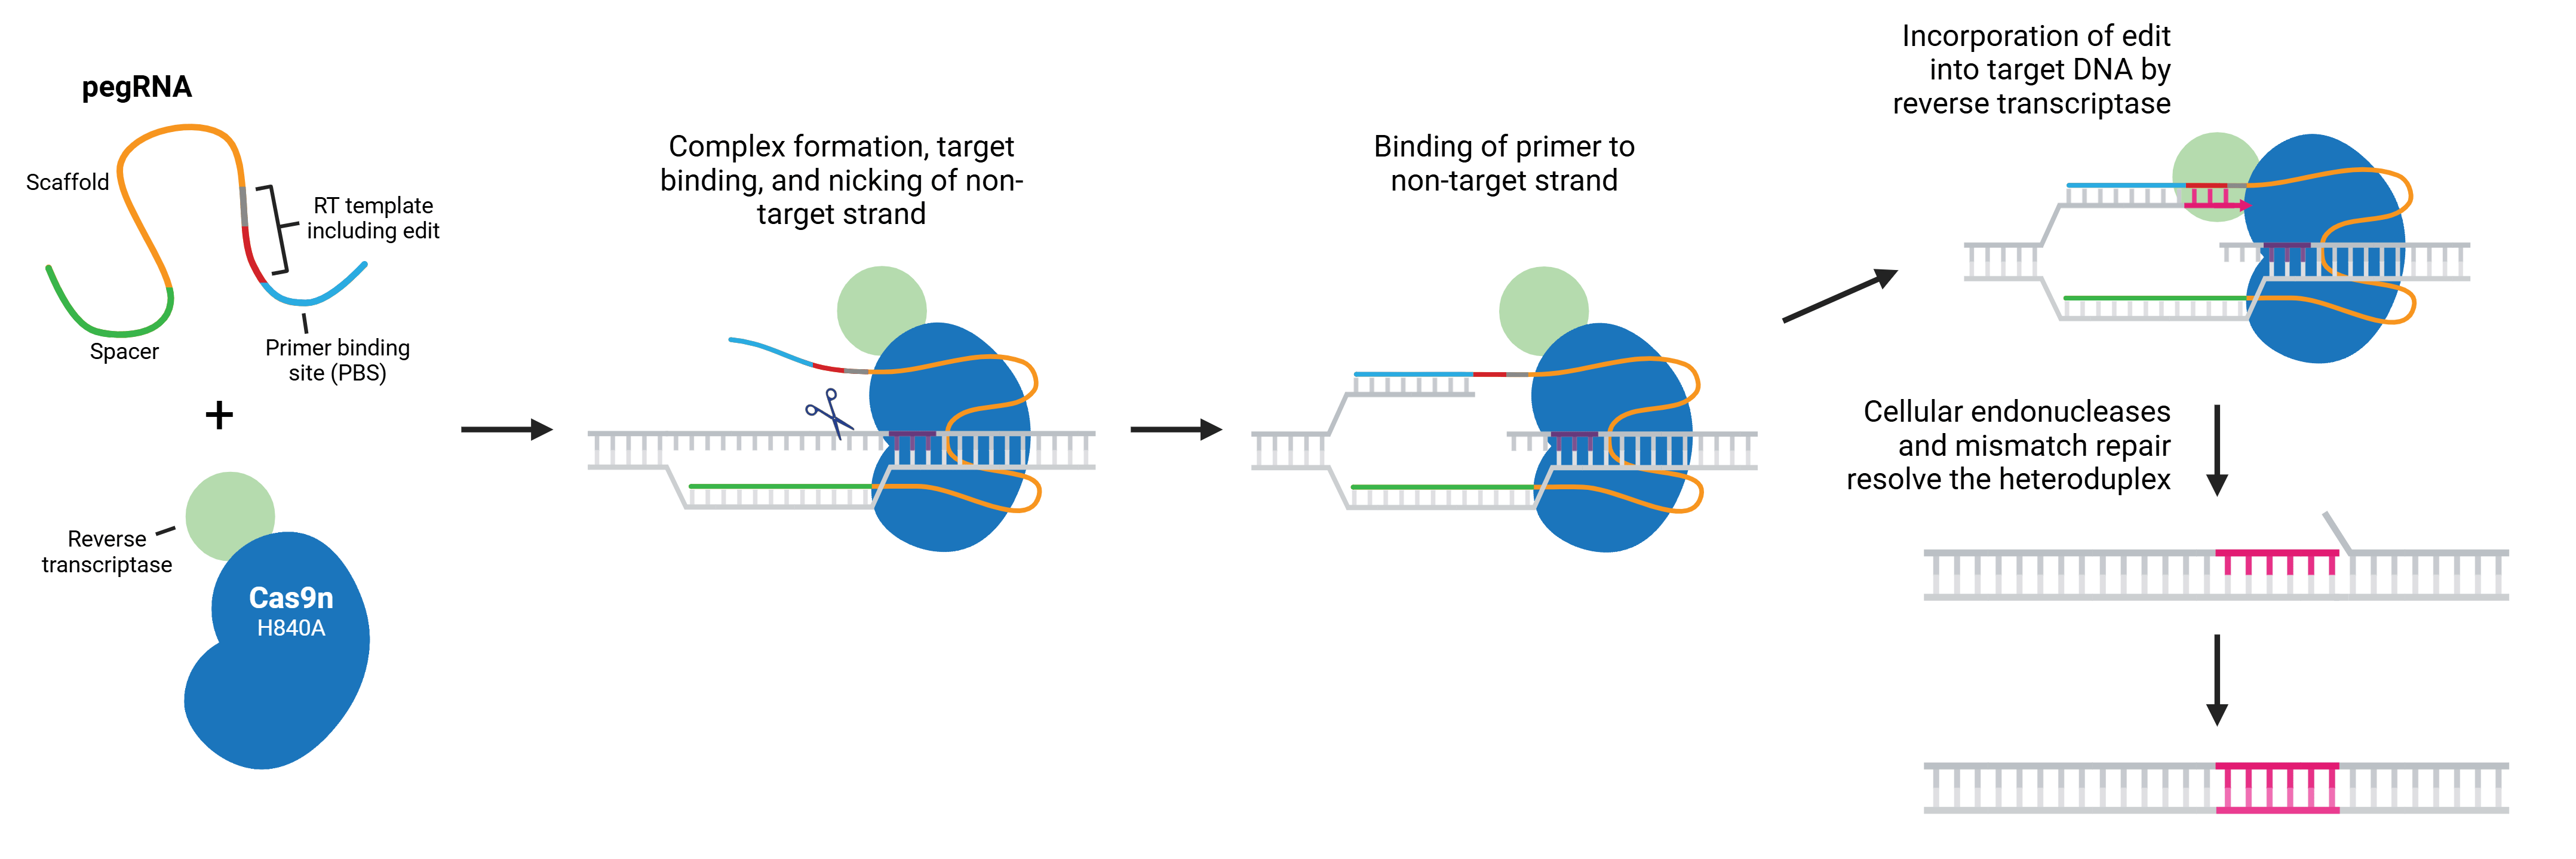 pegRNA
Scaffold
RT template
including edit
Spacer
Primer binding
site (PBS)
+
Reverse
transcriptase
Cas9n
H840A
Complex formation, target
binding, and nicking of non-
target strand
Binding of primer to
non-target strand
Incorporation of edit
into target DNA by
reverse transcriptase
Cellular endonucleases
and mismatch repair
resolve the heteroduplex